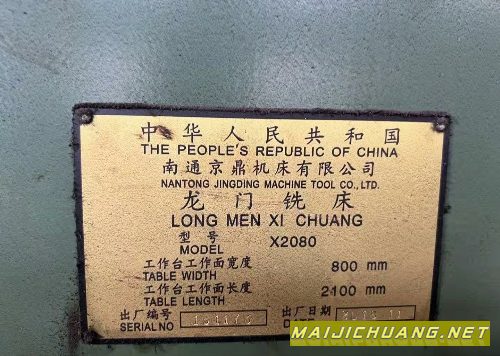 中华人民共和国
THE PEOPLE'S REPUBLIC OF CHINA
南通京鼎机床有限公司
NANTONG JINGDING MACHINE TOOL CO.,LTD.
龙门铣床
LONG MEN XI CHUANG
型号 X2080
MODEL
工作台工作面宽度 800 mm
TABLE WIDTH
工作台工作面长度 2100 mm
TABLE LENGTH
出厂编号 出厂日期
SERIAL NO DATE
MAIJICHUANG.NET